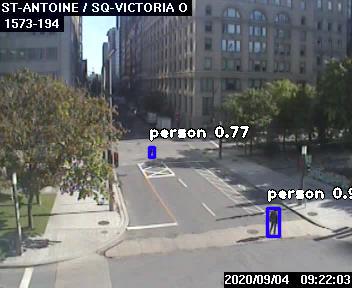 ST-ANTOINE / SQ-VICTORIA O
1573-194
person 0.77
person 0.9
2020/09/04 09:22:03